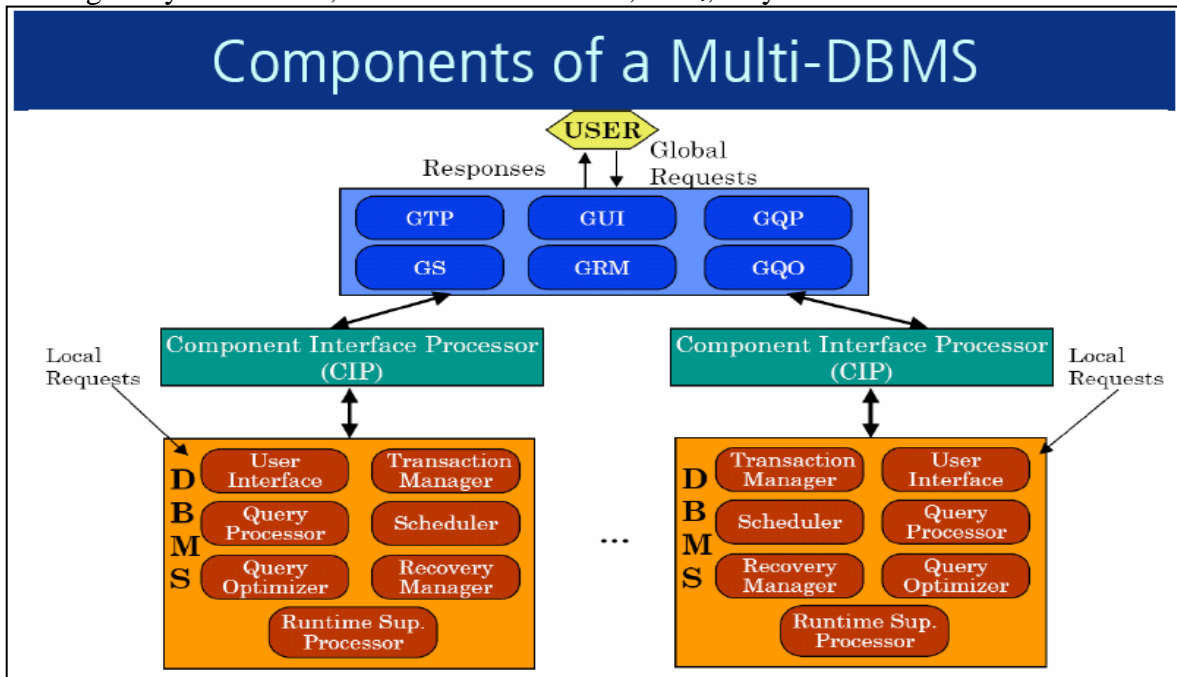 Components of a Multi-DBMS
USER
Responses
Global
Requests
GTP
GUI
GQP
GS
GRM
GQO
Component Interface Processor
(CIP)
Component Interface Processor
(CIP)
Local
Requests
Local
Requests
D
B
M
S
User
Interface
Transaction
Manager
Query
Processor
Scheduler
Query
Optimizer
Recovery
Manager
Runtime Sup.
Processor
...
D
B
M
S
Transaction
Manager
User
Interface
Scheduler
Query
Processor
Recovery
Manager
Query
Optimizer
Runtime Sup.
Processor